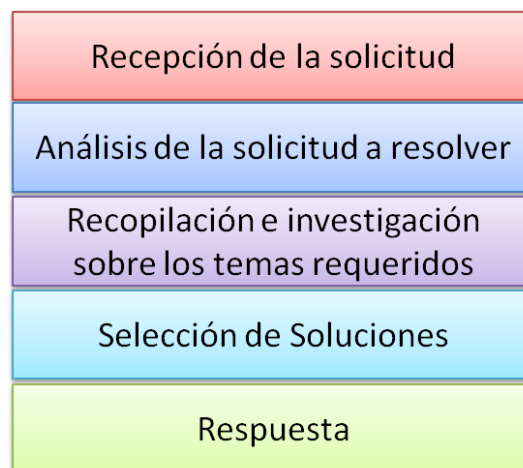 Recepción de la solicitud
Análisis de la solicitud a resolver
Recopilación e investigación
sobre los temas requeridos
Selección de Soluciones
Respuesta